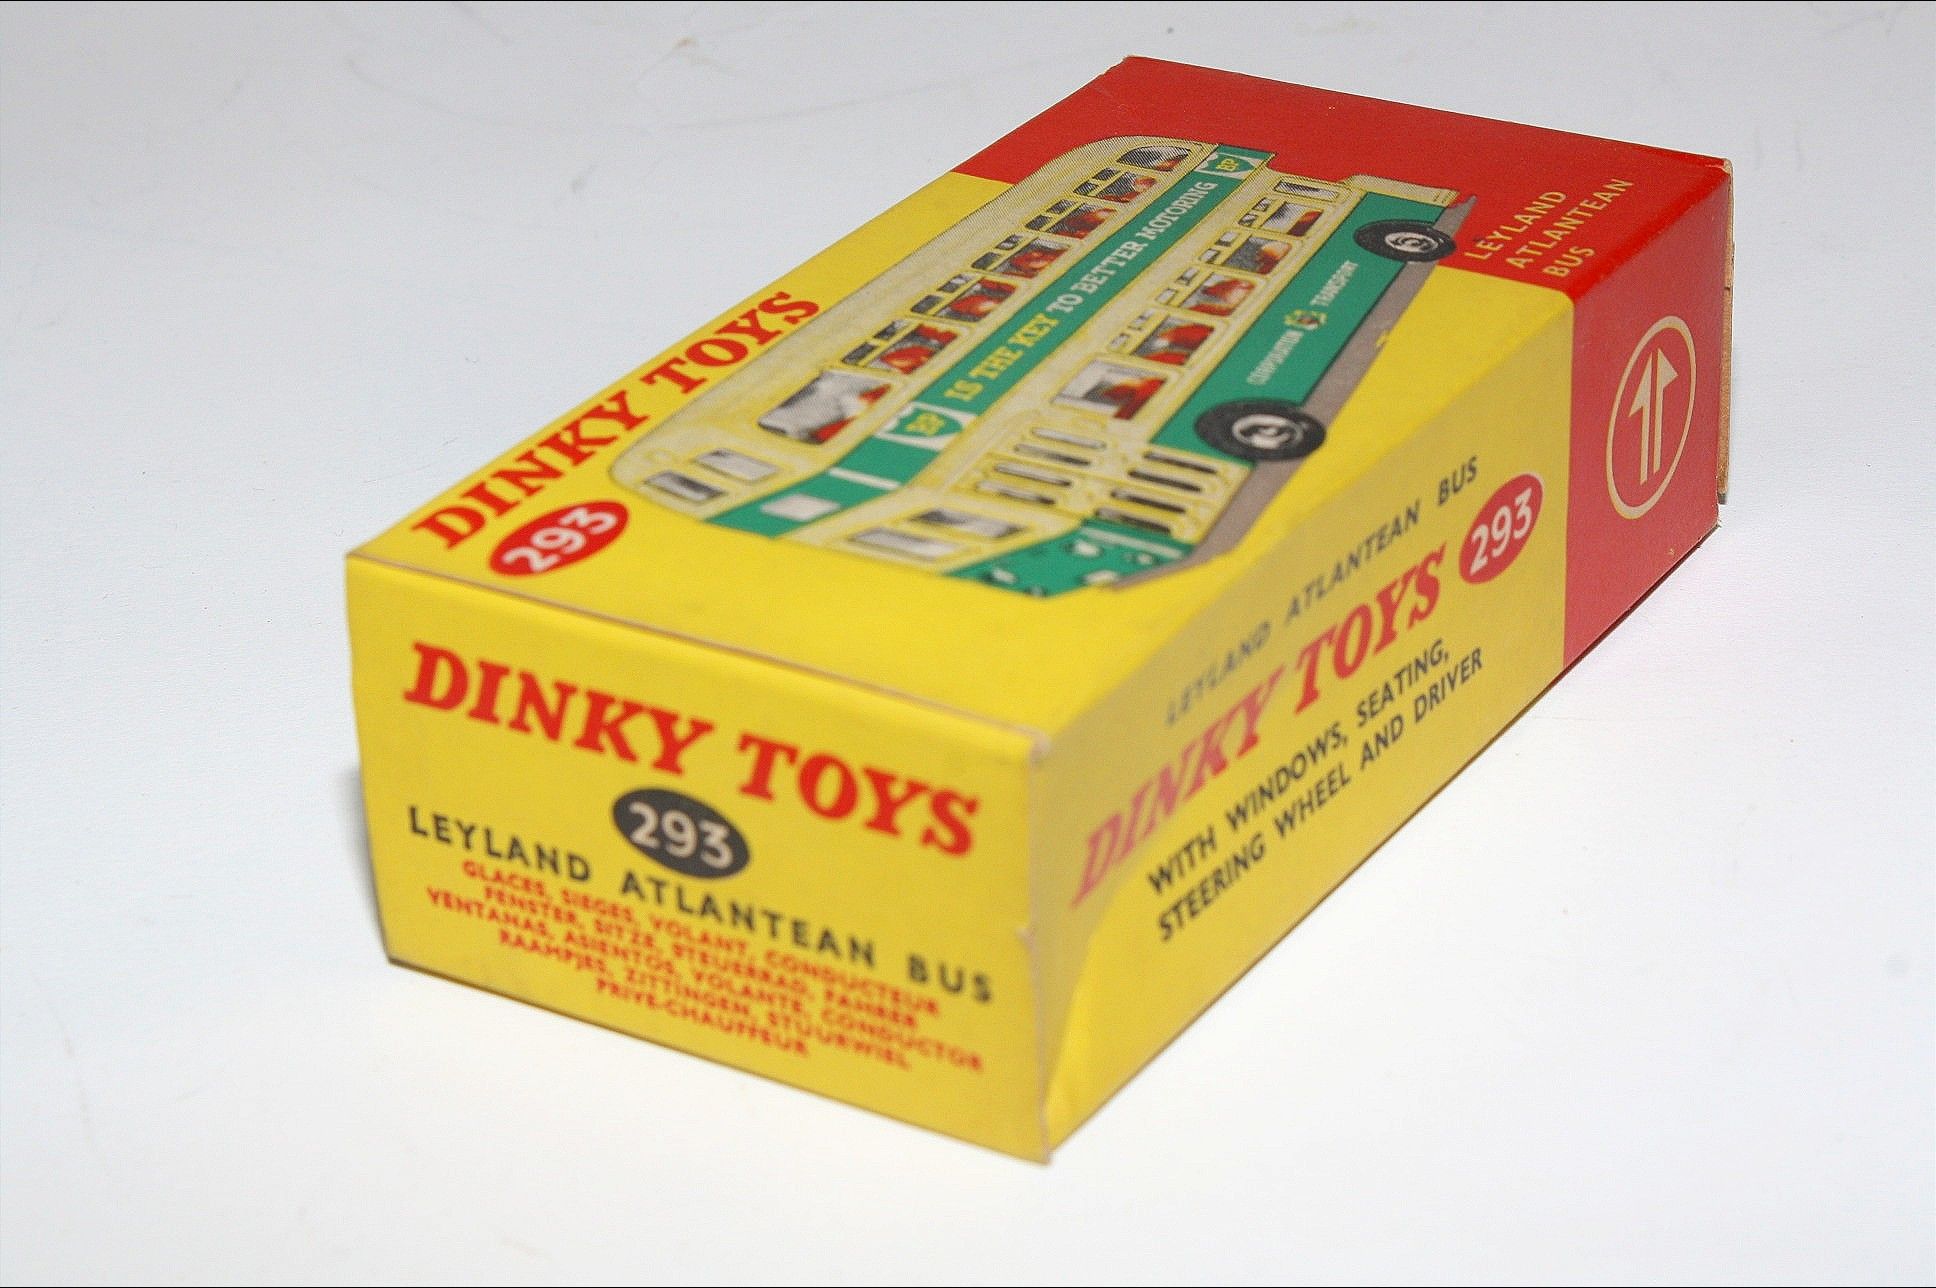 DINKY TOYS
293
BP IS THE KEY TO BETTER MOTORING BP
CORPORATION TRANSPORT
LEYLAND
ATLANTEAN
BUS
LEYLAND ATLANTEAN BUS
DINKY TOYS 293
WITH WINDOWS, SEATING,
STEERING WHEEL AND DRIVER
DINKY TOYS
293
LEYLAND ATLANTEAN BUS
GLACES, SIEGES, VOLANT, CONDUCTEUR
FENSTER, SITZE, STEUERRAD, FAHRER
VENTANAS, ASIENTOS, VOLANTE, CONDUCTOR
RAAMPJES, ZITTINGEN, STUURWIEL
PRIVE-CHAUFFEUR